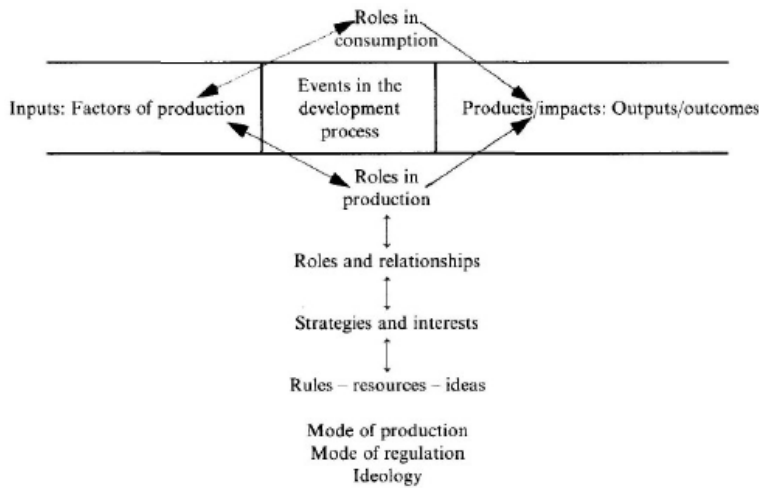 Roles in
consumption
Inputs: Factors of production
Events in the
development
process
Products/impacts: Outputs/outcomes
Roles in
production
Roles and relationships
Strategies and interests
Rules – resources – ideas
Mode of production
Mode of regulation
Ideology